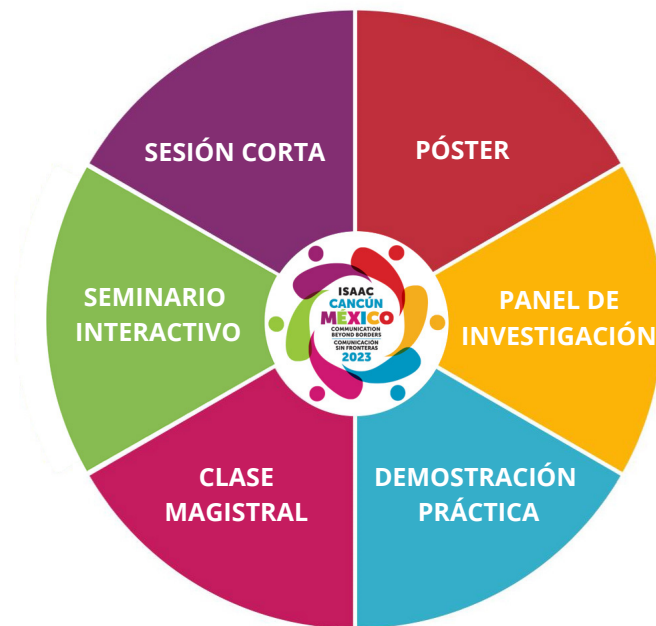 SESIÓN CORTA
PÓSTER
SEMINARIO
INTERACTIVO
ISAAC
CANCÚN
MÉXICO
COMMUNICATION
BEYOND BORDERS
COMUNICACIÓN
SIN FRONTERAS
2023
PANEL DE
INVESTIGACIÓN
CLASE
MAGISTRAL
DEMOSTRACIÓN
PRÁCTICA